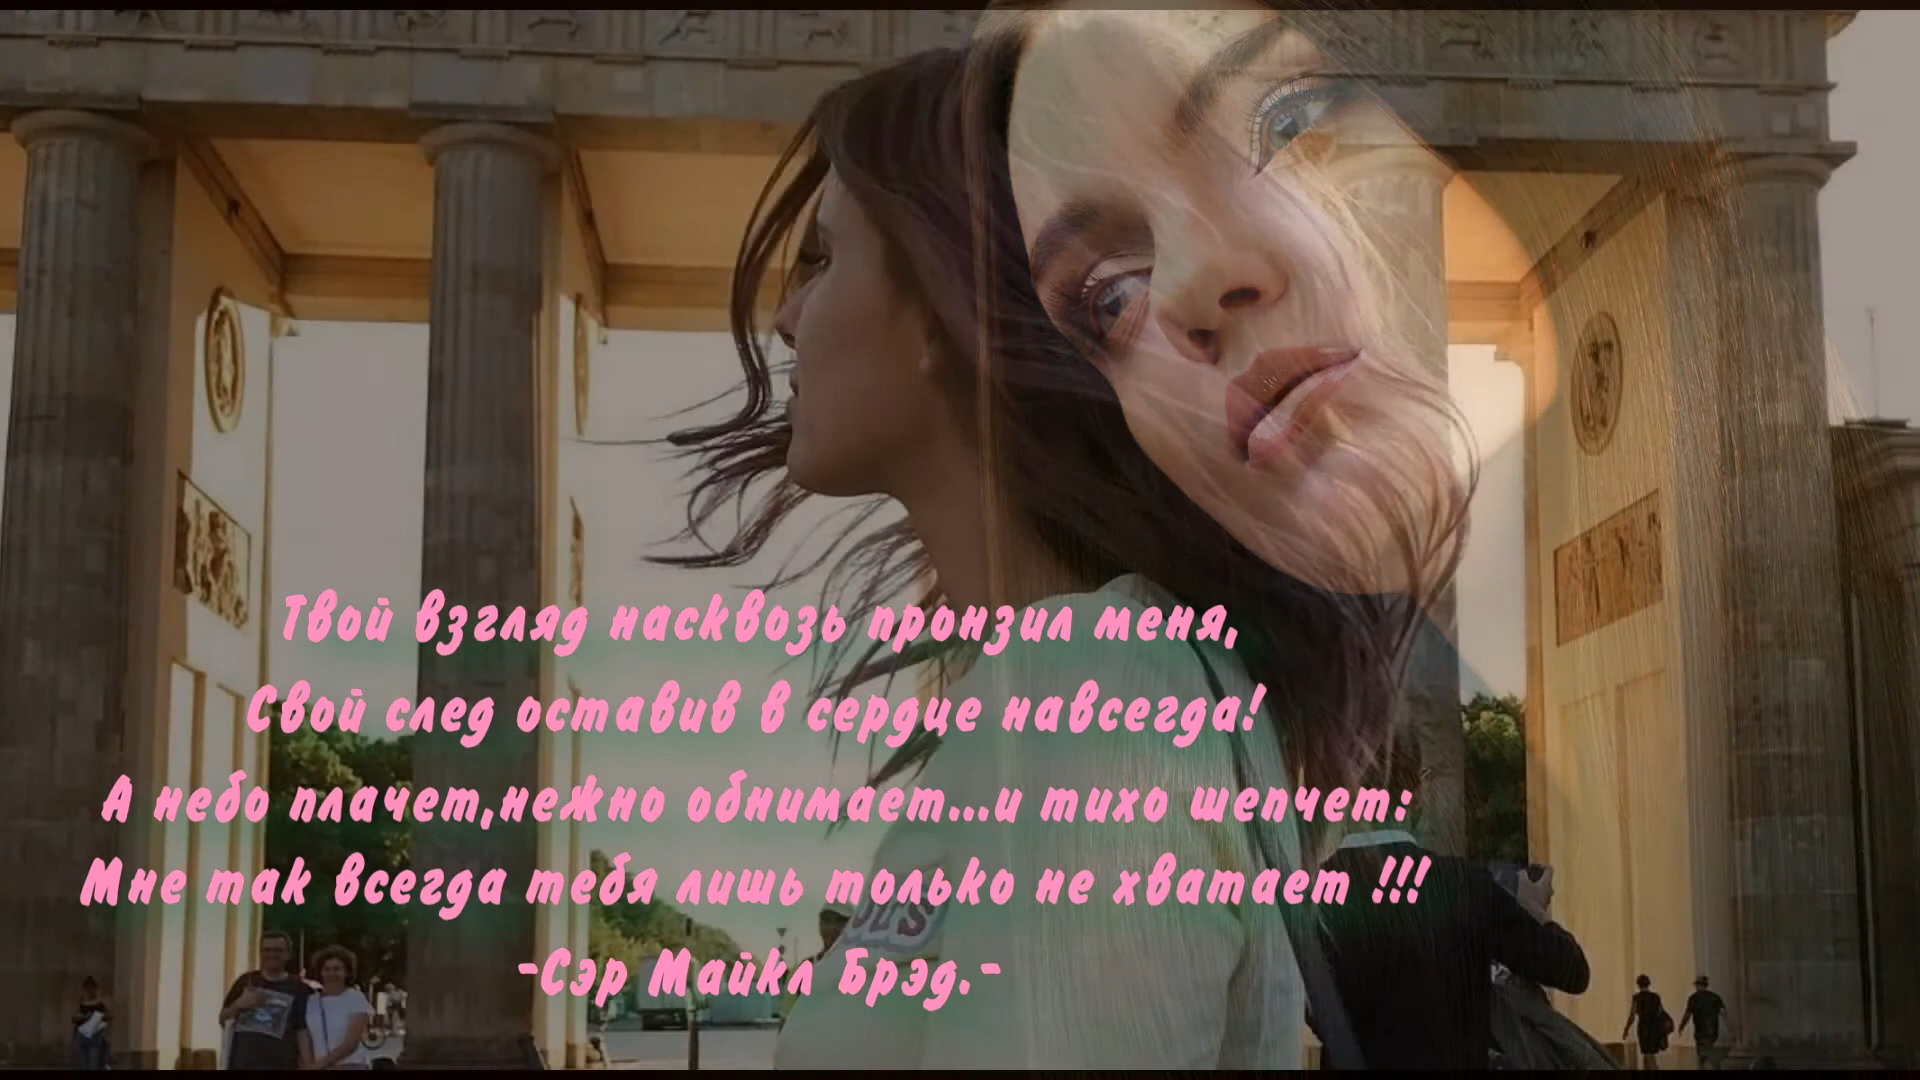 Твой взгляд насквозь пронзил меня,
Свой след оставив в сердце навсегда!
А небо плачет,нежно обнимает...и тихо шепчет:
Мне так всегда тебя лишь только не хватает !!!
-Сэр Майкл Брэд.-